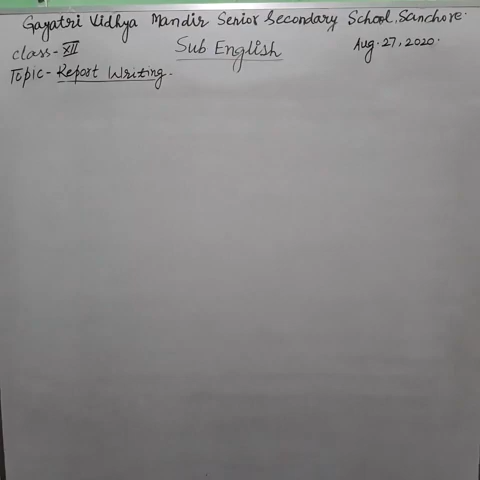 Gayatri Vidhya Mandir Senior Secondary School, Sanchore.
class-XII Sub English Aug. 27, 2020.
Topic- Report Writing.